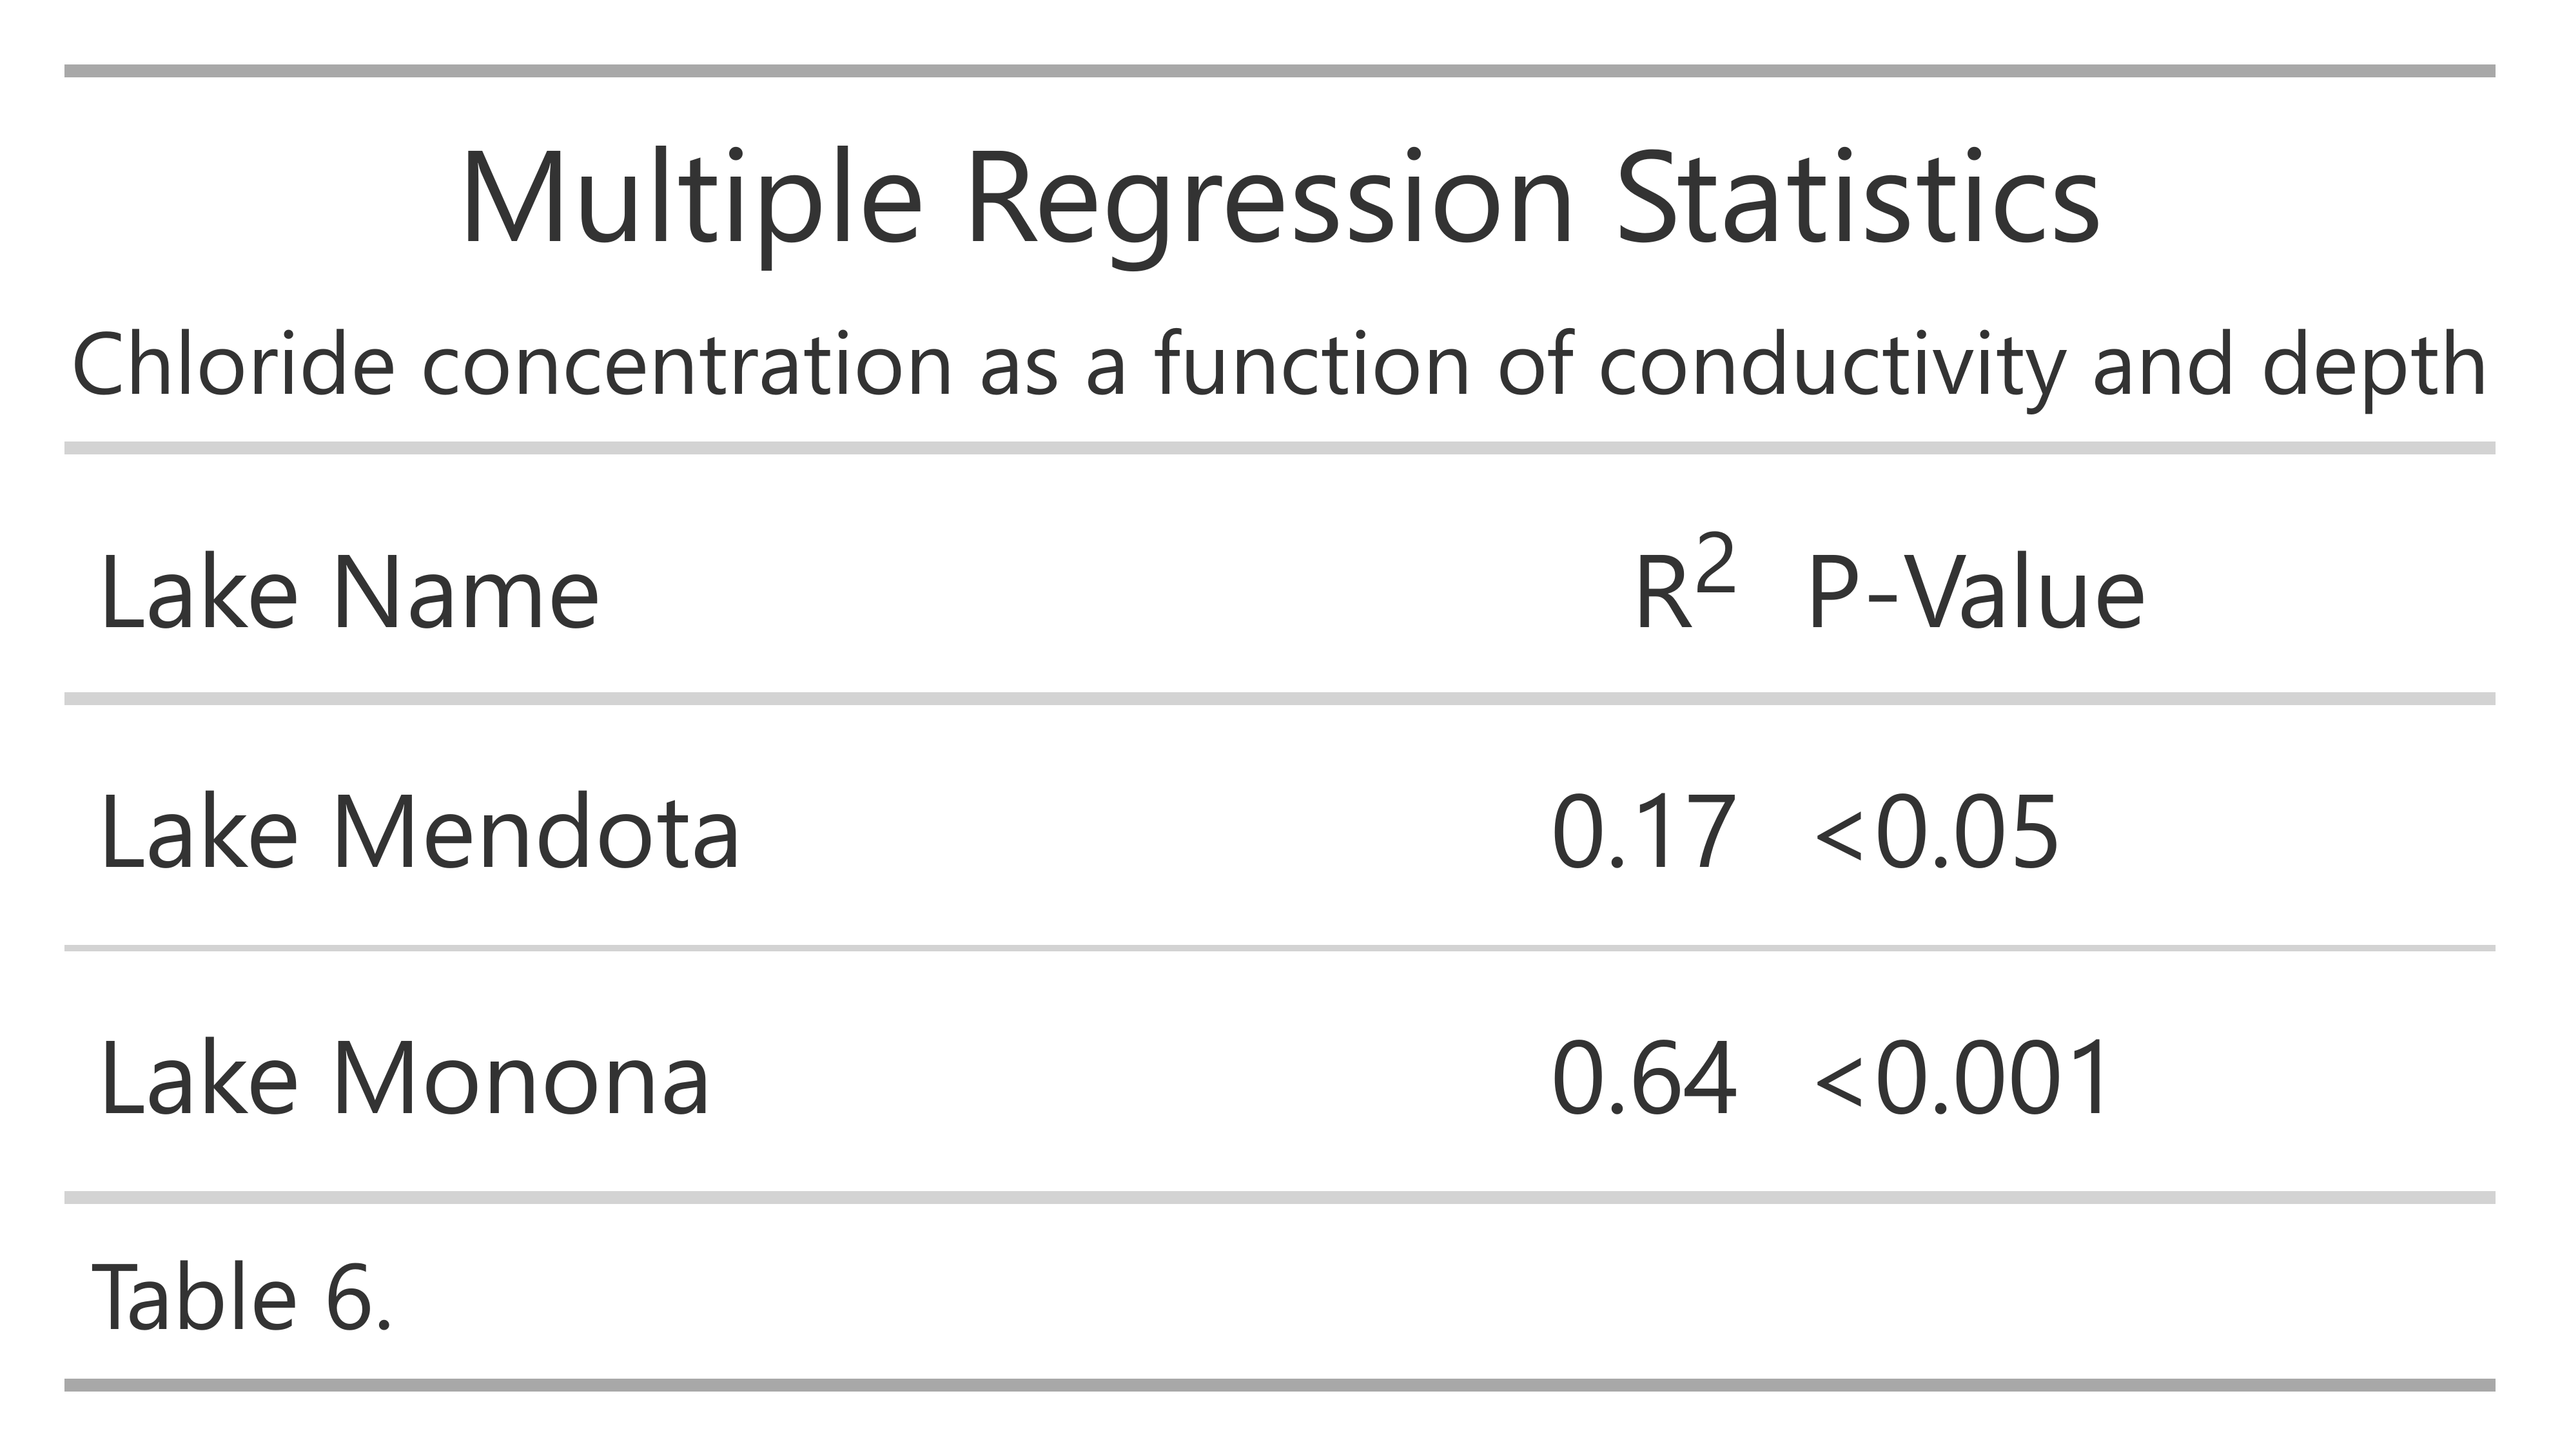 Multiple Regression Statistics
Chloride concentration as a function of conductivity and depth
Lake Name R² P-Value
Lake Mendota 0.17 <0.05
Lake Monona 0.64 <0.001
Table 6.